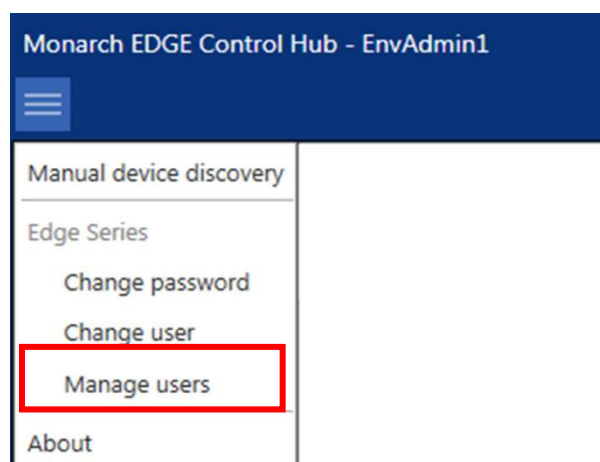 Monarch EDGE Control Hub - EnvAdmin1
Manual device discovery
Edge Series
Change password
Change user
Manage users
About